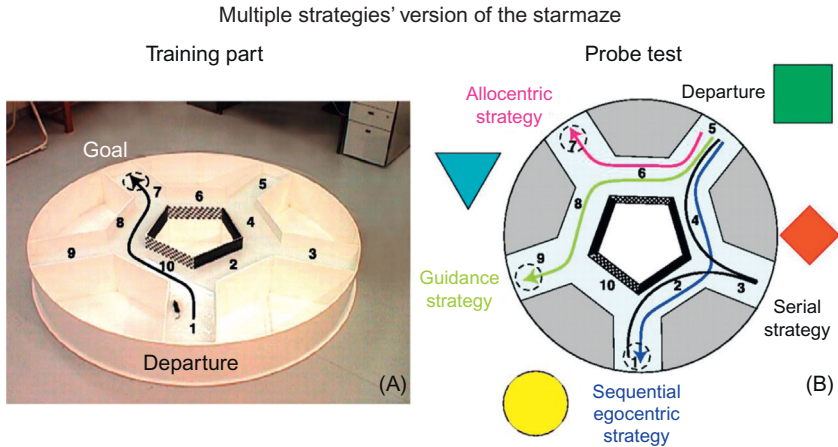 Multiple strategies' version of the starmaze
Training part
Probe test
Goal
7
6
5
8
4
9
3
10
2
1
Departure
(A)
Allocentric
strategy
Departure
5
7
6
8
4
9
Guidance
strategy
10
2
3
Serial
strategy
1
Sequential
egocentric
strategy
(B)